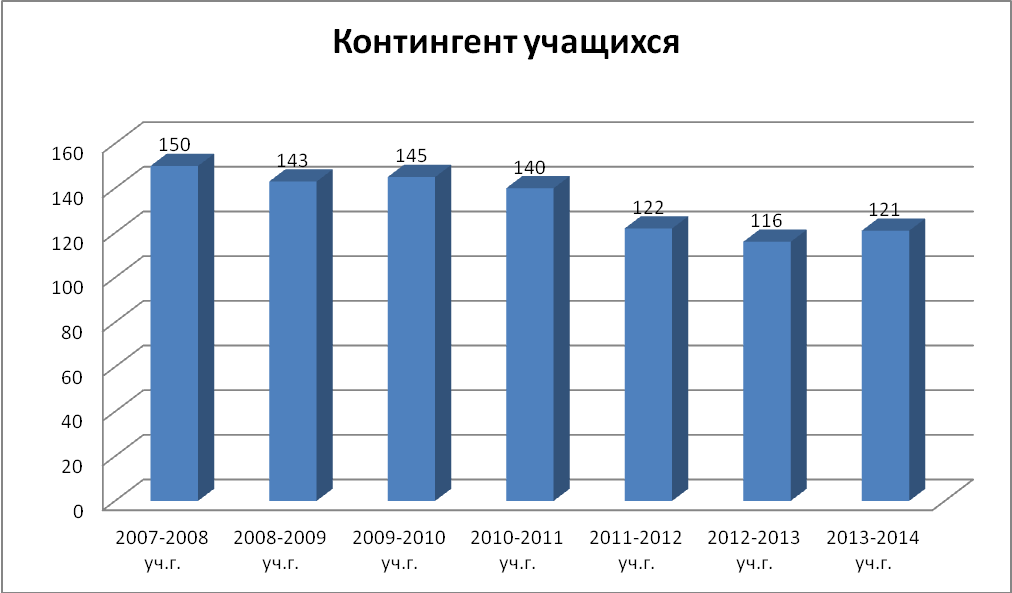 Контингент учащихся
160
140
120
100
80
60
40
20
0
150
143
145
140
122
116
121
2007-2008 уч.г.
2008-2009 уч.г.
2009-2010 уч.г.
2010-2011 уч.г.
2011-2012 уч.г.
2012-2013 уч.г.
2013-2014 уч.г.